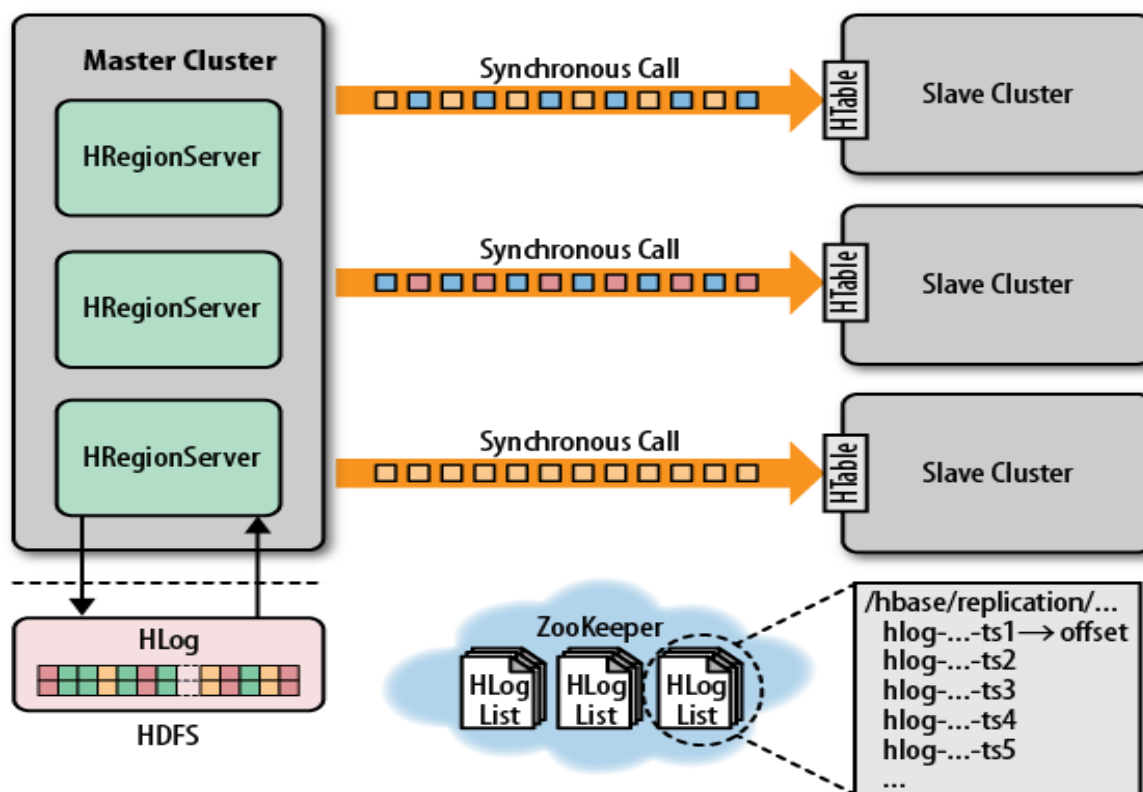 Master Cluster
HRegionServer
HRegionServer
HRegionServer
Synchronous Call
HTable
Slave Cluster
Synchronous Call
HTable
Slave Cluster
Synchronous Call
HTable
Slave Cluster
HLog
HDFS
ZooKeeper
HLog
List
HLog
List
HLog
List
/hbase/replication/...
hlog-...-ts1→offset
hlog-...-ts2
hlog-...-ts3
hlog-...-ts4
hlog-...-ts5
...